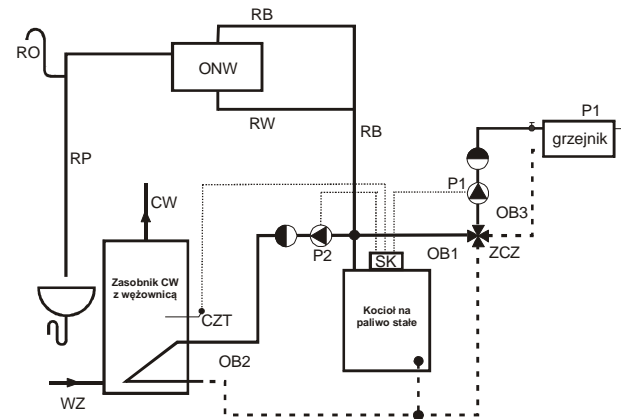 RB
RO
ONW
P1
RW
RB
grzejnik
RP
P1
CW
OB3
P2
OB1
ZCZ
SK
Zasobnik CW
z wężownicą
Kocioł na
paliwo stałe
CZT
OB2
WZ